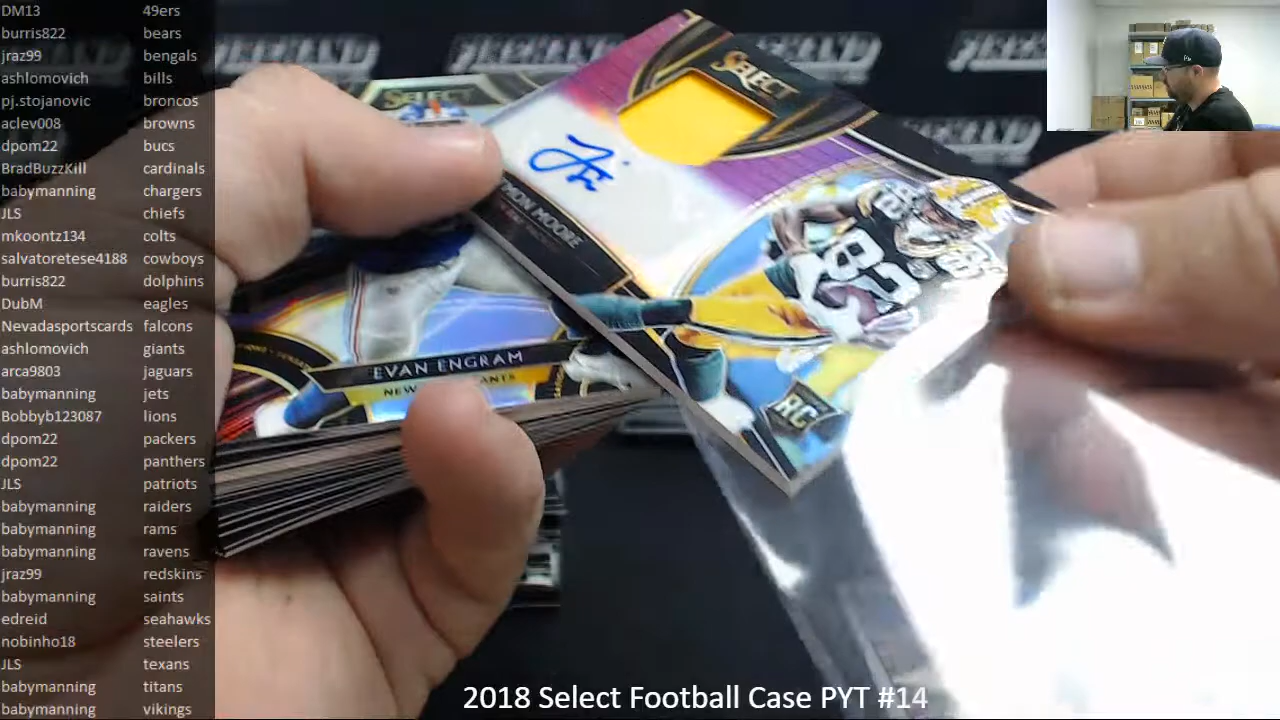 DM13 49ers
burris822 bears
jraz99 bengals
ashlomovich bills
pj.stojanovic broncos
aclev008 browns
dpom22 bucs
BradBuzzKill cardinals
babymanning chargers
JLS chiefs
mkoontz134 colts
salvatoretese4188 cowboys
burris822 dolphins
DubM eagles
Nevadasportscards falcons
ashlomovich giants
arca9803 jaguars
babymanning jets
Bobbyb123087 lions
dpom22 packers
dpom22 panthers
JLS patriots
babymanning raiders
babymanning rams
babymanning ravens
jraz99 redskins
babymanning saints
edreid seahawks
nobinho18 steelers
JLS texans
babymanning titans
babymanning vikings
SELECT
SELECT
MOORE
82
RC
EVAN ENGRAM
2018 Select Football Case PYT #14